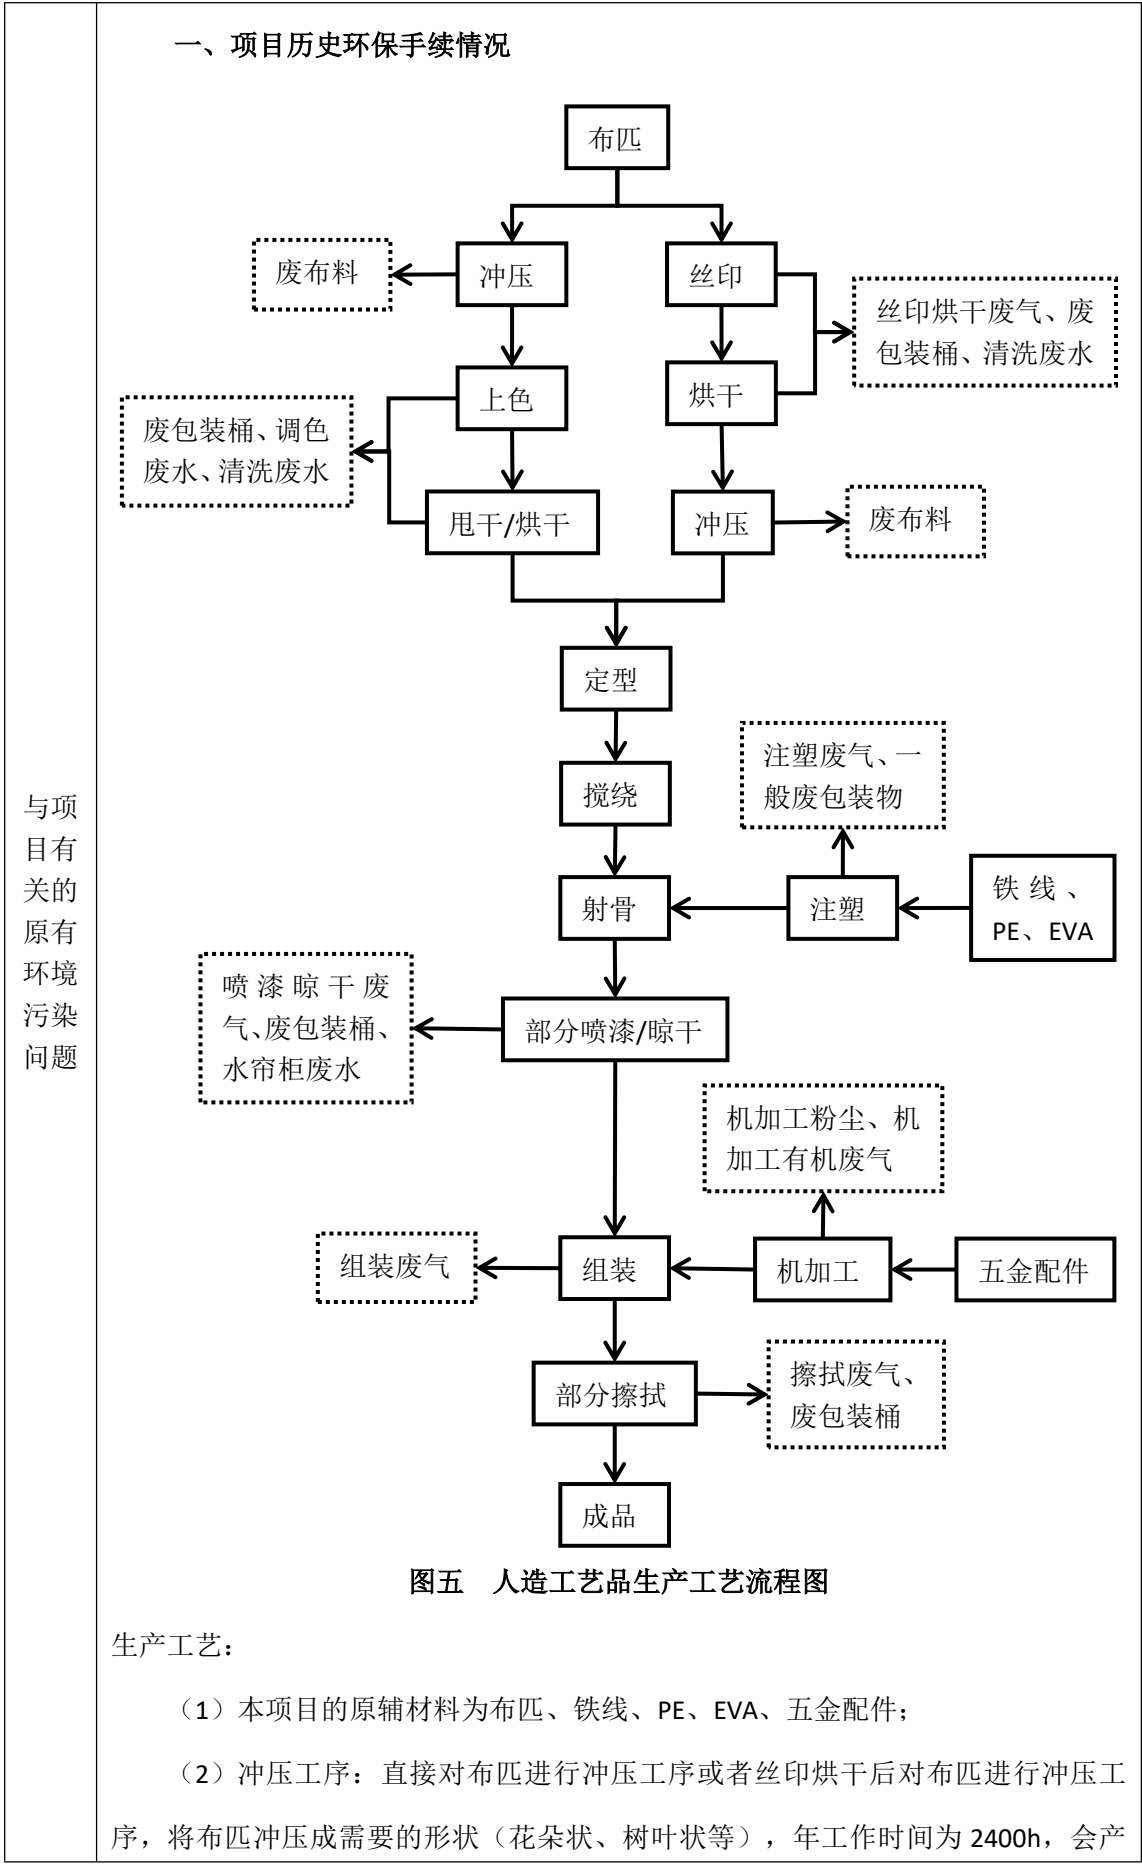 一、项目历史环保手续情况
布匹
废布料
冲压
丝印
丝印烘干废气、废
包装桶、清洗废水
上色
烘干
废包装桶、调色
废水、清洗废水
甩干/烘干
冲压
废布料
定型
搅绕
注塑废气、一
般废包装物
射骨
注塑
铁线、
PE、EVA
喷漆晾干废
气、废包装桶、
水帘柜废水
部分喷漆/晾干
机加工粉尘、机
加工有机废气
组装废气
组装
机加工
五金配件
部分擦拭
擦拭废气、
废包装桶
成品
与项
目有
关的
原有
环境
污染
问题
图五 人造工艺品生产工艺流程图
生产工艺：
（1）本项目的原辅材料为布匹、铁线、PE、EVA、五金配件；
（2）冲压工序：直接对布匹进行冲压工序或者丝印烘干后对布匹进行冲压工
序，将布匹冲压成需要的形状（花朵状、树叶状等），年工作时间为 2400h，会产